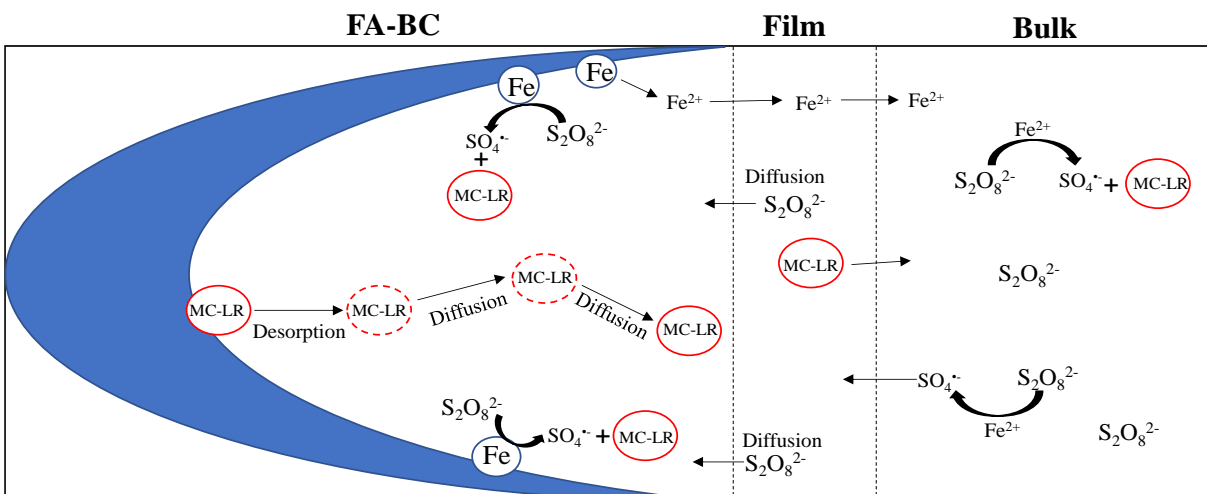 FA-BC
Film
Bulk
Fe
Fe
Fe²⁺
Fe²⁺
Fe²⁺
SO₄•⁻
S₂O₈²⁻
+
MC-LR
Fe²⁺
S₂O₈²⁻
SO₄•⁻ + MC-LR
Diffusion
S₂O₈²⁻
MC-LR
S₂O₈²⁻
MC-LR
Desorption
MC-LR
Diffusion
MC-LR
Diffusion
MC-LR
SO₄•⁻
S₂O₈²⁻
Fe²⁺
S₂O₈²⁻
S₂O₈²⁻
Fe
SO₄•⁻ + MC-LR
Diffusion
S₂O₈²⁻